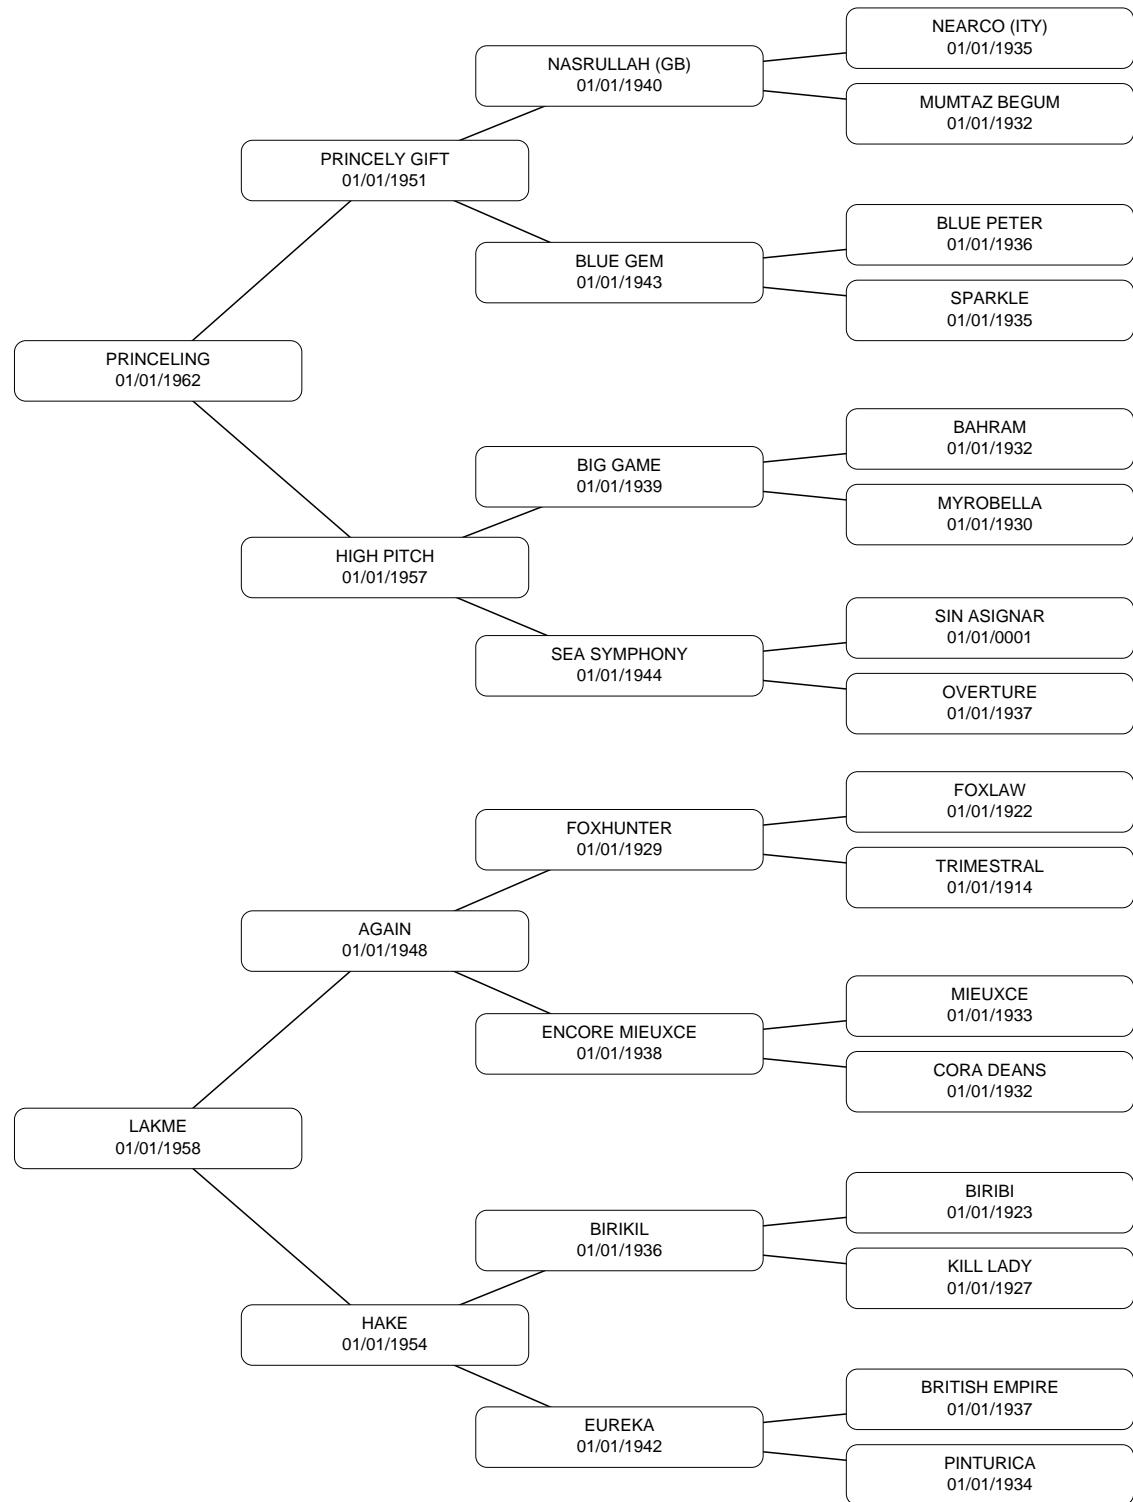 NEARCO (ITY)
01/01/1935
NASRULLAH (GB)
01/01/1940
MUMTAZ BEGUM
01/01/1932
PRINCELY GIFT
01/01/1951
BLUE PETER
01/01/1936
BLUE GEM
01/01/1943
SPARKLE
01/01/1935
PRINCELING
01/01/1962
BAHRAM
01/01/1932
BIG GAME
01/01/1939
MYROBELLA
01/01/1930
HIGH PITCH
01/01/1957
SIN ASIGNAR
01/01/0001
SEA SYMPHONY
01/01/1944
OVERTURE
01/01/1937
FOXLAW
01/01/1922
FOXHUNTER
01/01/1929
TRIMESTRAL
01/01/1914
AGAIN
01/01/1948
MIEUXCE
01/01/1933
ENCORE MIEUXCE
01/01/1938
CORA DEANS
01/01/1932
LAKME
01/01/1958
BIRIBI
01/01/1923
BIRIKIL
01/01/1936
KILL LADY
01/01/1927
HAKE
01/01/1954
BRITISH EMPIRE
01/01/1937
EUREKA
01/01/1942
PINTURICA
01/01/1934